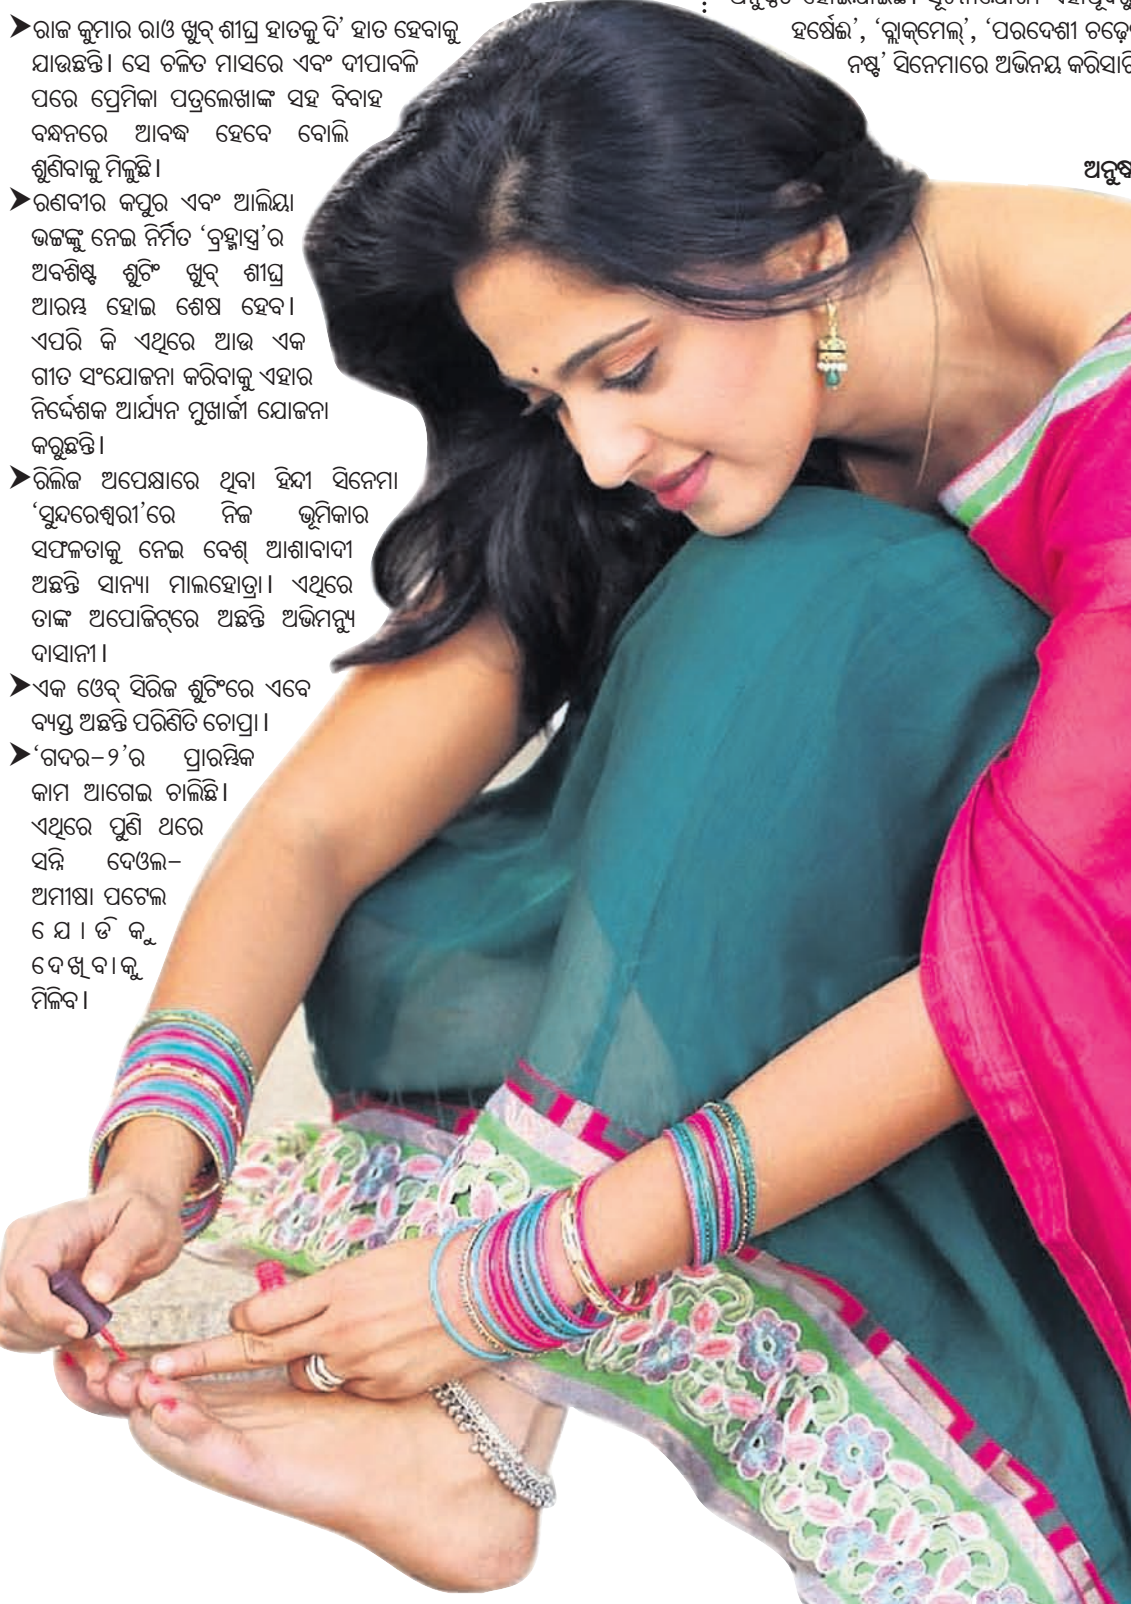 ➤ରାଜ କୁମାର ରାଓ ଖୁବ୍ ଶୀଘ୍ର ହାତକୁ ଦି’ ହାତ ହେବାକୁ
ଯାଉଛନ୍ତି। ସେ ଚଳିତ ମାସରେ ଏବଂ ଦୀପାବଳି
ପରେ ପ୍ରେମିକା ପତ୍ରଲେଖାଙ୍କ ସହ ବିବାହ
ବନ୍ଧନରେ ଆବଦ୍ଧ ହେବେ ବୋଲି
ଶୁଣିବାକୁ ମିଳୁଛି।
➤ରଣବୀର କପୁର ଏବଂ ଆଲିୟା
ଭଟ୍ଟଙ୍କୁ ନେଇ ନିର୍ମିତ ‘ବ୍ରହ୍ମାସ୍ତ୍ର’ର
ଅବଶିଷ୍ଟ ଶୁଟିଂ ଖୁବ୍ ଶୀଘ୍ର
ଆରମ୍ଭ ହୋଇ ଶେଷ ହେବ।
ଏପରି କି ଏଥିରେ ଆଉ ଏକ
ଗୀତ ସଂଯୋଜନା କରିବାକୁ ଏହାର
ନିର୍ଦ୍ଦେଶକ ଆର୍ଯ୍ୟନ ମୁଖାର୍ଜୀ ଯୋଜନା
କରୁଛନ୍ତି।
➤ରିଲିଜ ଅପେକ୍ଷାରେ ଥିବା ହିନ୍ଦୀ ସିନେମା
‘ସୁନ୍ଦରେଶ୍ୱରୀ’ରେ ନିଜ ଭୂମିକାର
ସଫଳତାକୁ ନେଇ ବେଶ୍ ଆଶାବାଦୀ
ଅଛନ୍ତି ସାନ୍ୟା ମାଲହୋତ୍ରା। ଏଥିରେ
ତାଙ୍କ ଅପୋଜିଟ୍‌ରେ ଅଛନ୍ତି ଅଭିମନ୍ୟୁ
ଦାସାନୀ।
➤ଏକ ଓେବ୍ ସିରିଜ ଶୁଟିଂରେ ଏବେ
ବ୍ୟସ୍ତ ଅଛନ୍ତି ପରିଣିତି ଚୋପ୍ରା।
➤‘ଗଦର–୨’ର ପ୍ରାରମ୍ଭିକ
କାମ ଆଗେଇ ଚାଲିଛି।
ଏଥିରେ ପୁଣି ଥରେ
ସନ୍ନି ଦେଓଲ–
ଅମୀଷା ପଟେଲ
ଯୋଡିକୁ
ଦେଖିବାକୁ
ମିଳିବ।
ହର୍ଷେଈ’, ‘ବ୍ଲାକ୍‌ମେଲ୍’, ‘ପରଦେଶୀ
ନଷ୍ଟ’ ସିନେମାରେ ଅଭିନୟ